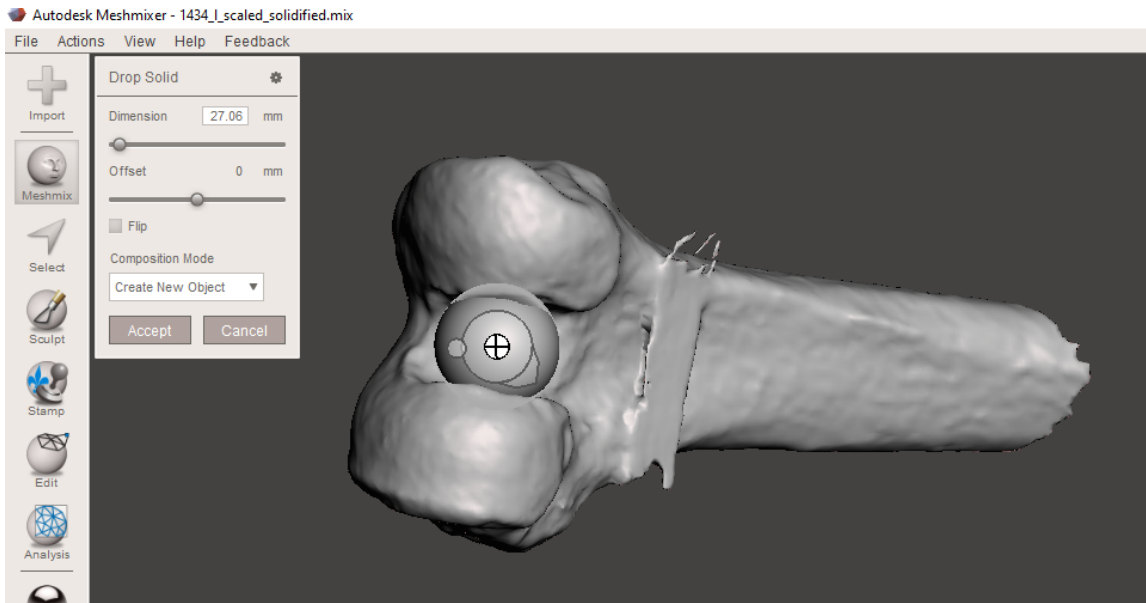 Autodesk Meshmixer - 1434_l_scaled_solidified.mix
File Actions View Help Feedback
Import
Meshmix
Select
Sculpt
Stamp
Edit
Analysis
Drop Solid
Dimension 27.06 mm
Offset 0 mm
Flip
Composition Mode
Create New Object
Accept Cancel